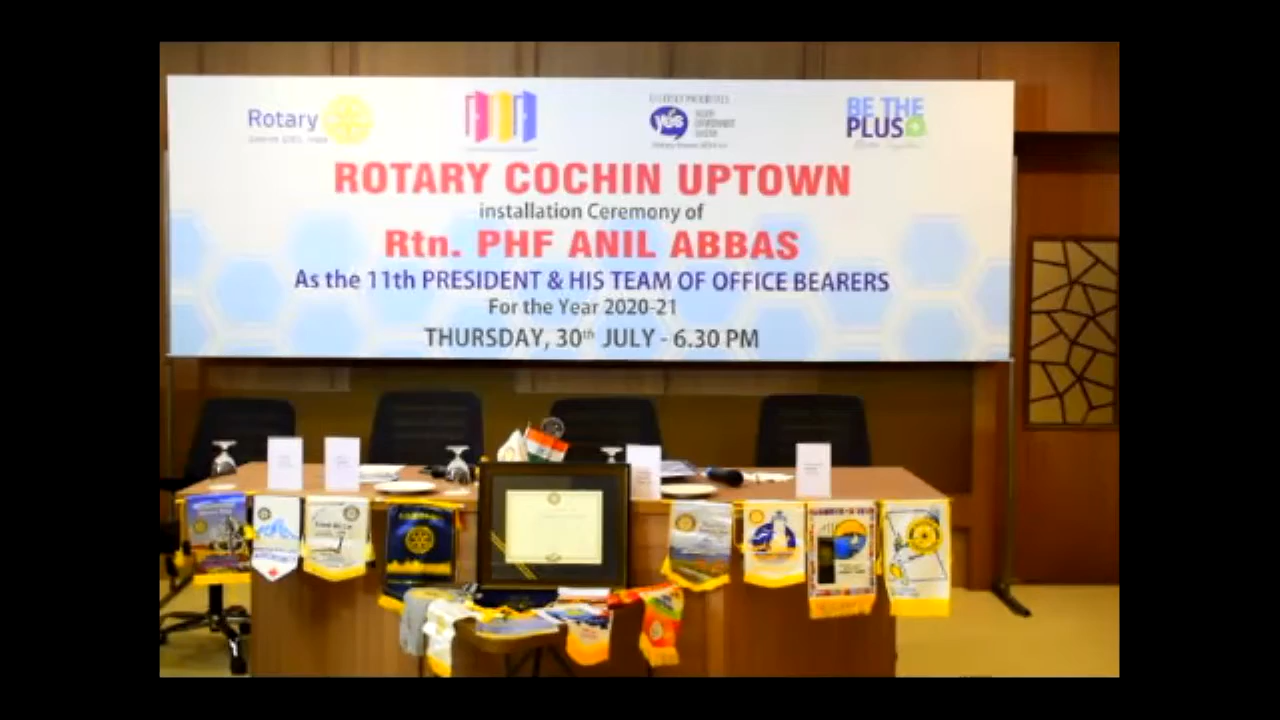 Rotary
yes
BE THE
PLUS
ROTARY COCHIN UPTOWN
installation Ceremony of
Rtn. PHF ANIL ABBAS
As the 11th PRESIDENT & HIS TEAM OF OFFICE BEARERS
For the Year 2020-21
THURSDAY, 30th JULY - 6.30 PM